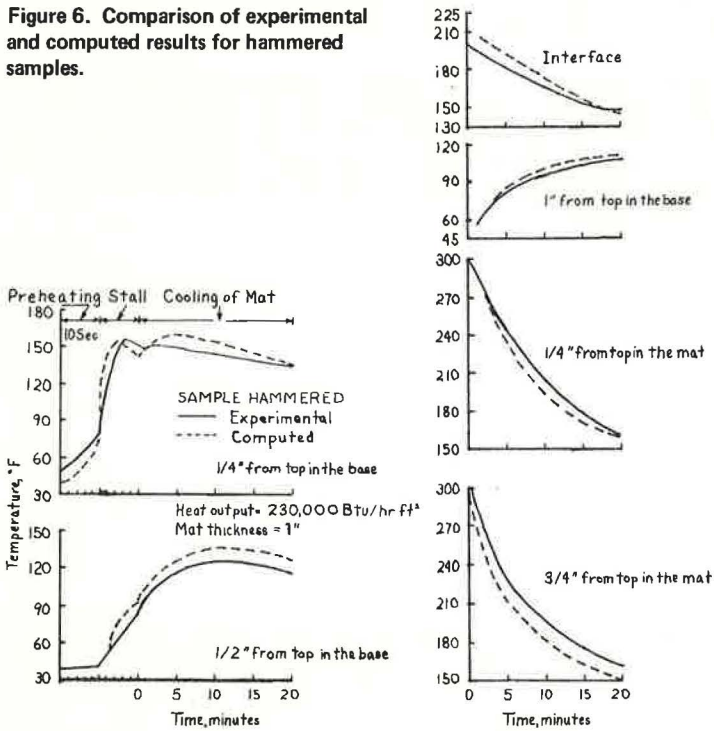 Figure 6. Comparison of experimental
and computed results for hammered
samples.
225
210
180
150
130
Interface
120
90
60
45
1" from top in the base
300
270
240
210
180
150
1/4" from top in the mat
300
270
240
210
180
150
3/4" from top in the mat
0 5 10 15 20
Time, minutes
Preheating Stall Cooling of Mat
180
150
120
90
60
30
10 Sec
SAMPLE HAMMERED
Experimental
Computed
1/4" from top in the base
Temperature, °F
Heat output = 230,000 Btu/hr ft²
Mat thickness = 1"
150
120
90
60
30
1/2" from top in the base
0 5 10 15 20
Time, minutes